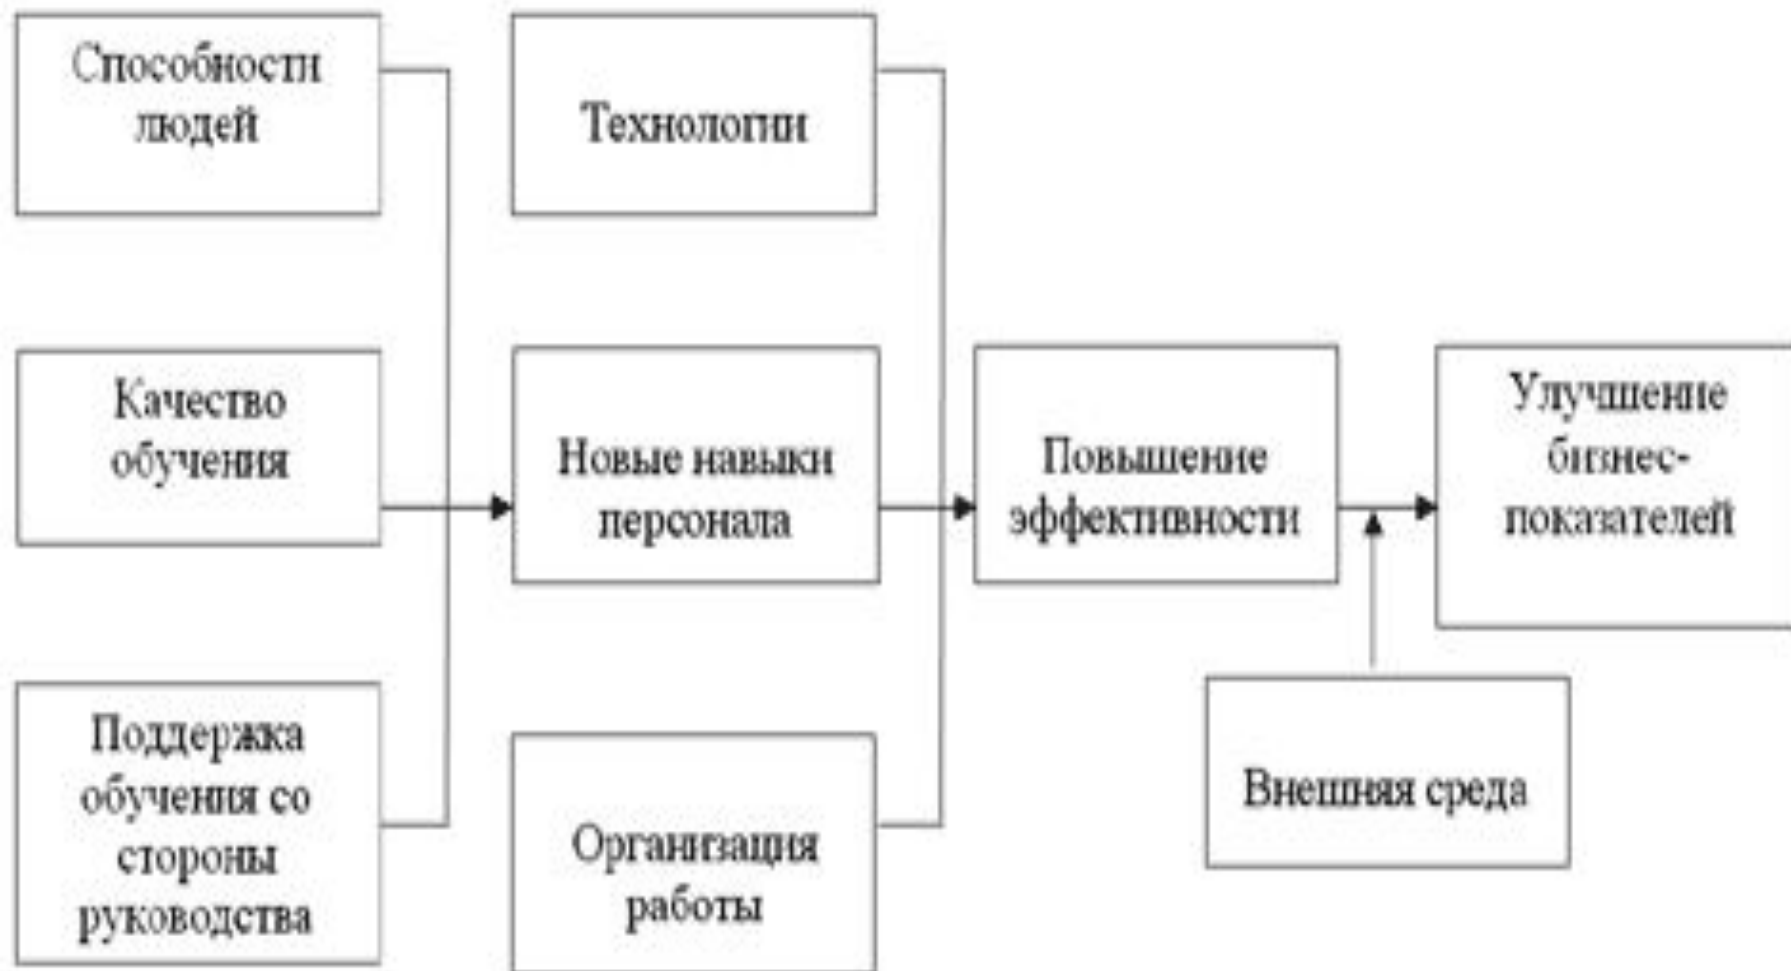 Способности
людей
Технологии
Качество
обучения
Новые навыки
персонала
Повышение
эффективности
Улучшение
бизнес-
показателей
Поддержка
обучения со
стороны
руководства
Организация
работы
Внешняя среда